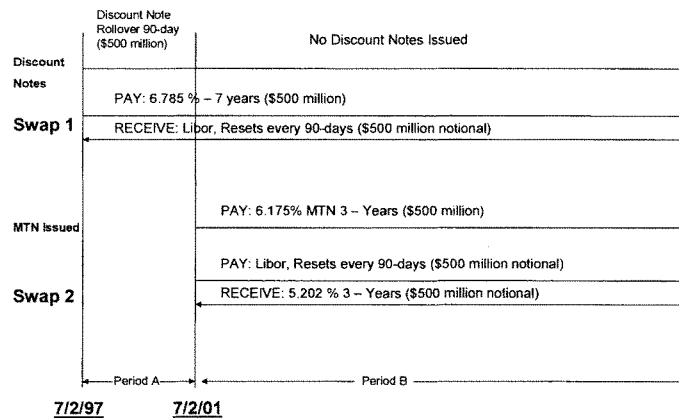 Discount Note
Rollover 90-day
($500 million)
No Discount Notes Issued
Discount
Notes
PAY: 6.785 % – 7 years ($500 million)
Swap 1
RECEIVE: Libor, Resets every 90-days ($500 million notional)
PAY: 6.175% MTN 3 – Years ($500 million)
MTN Issued
PAY: Libor, Resets every 90-days ($500 million notional)
Swap 2
RECEIVE: 5.202 % 3 – Years ($500 million notional)
Period A
Period B
7/2/97
7/2/01